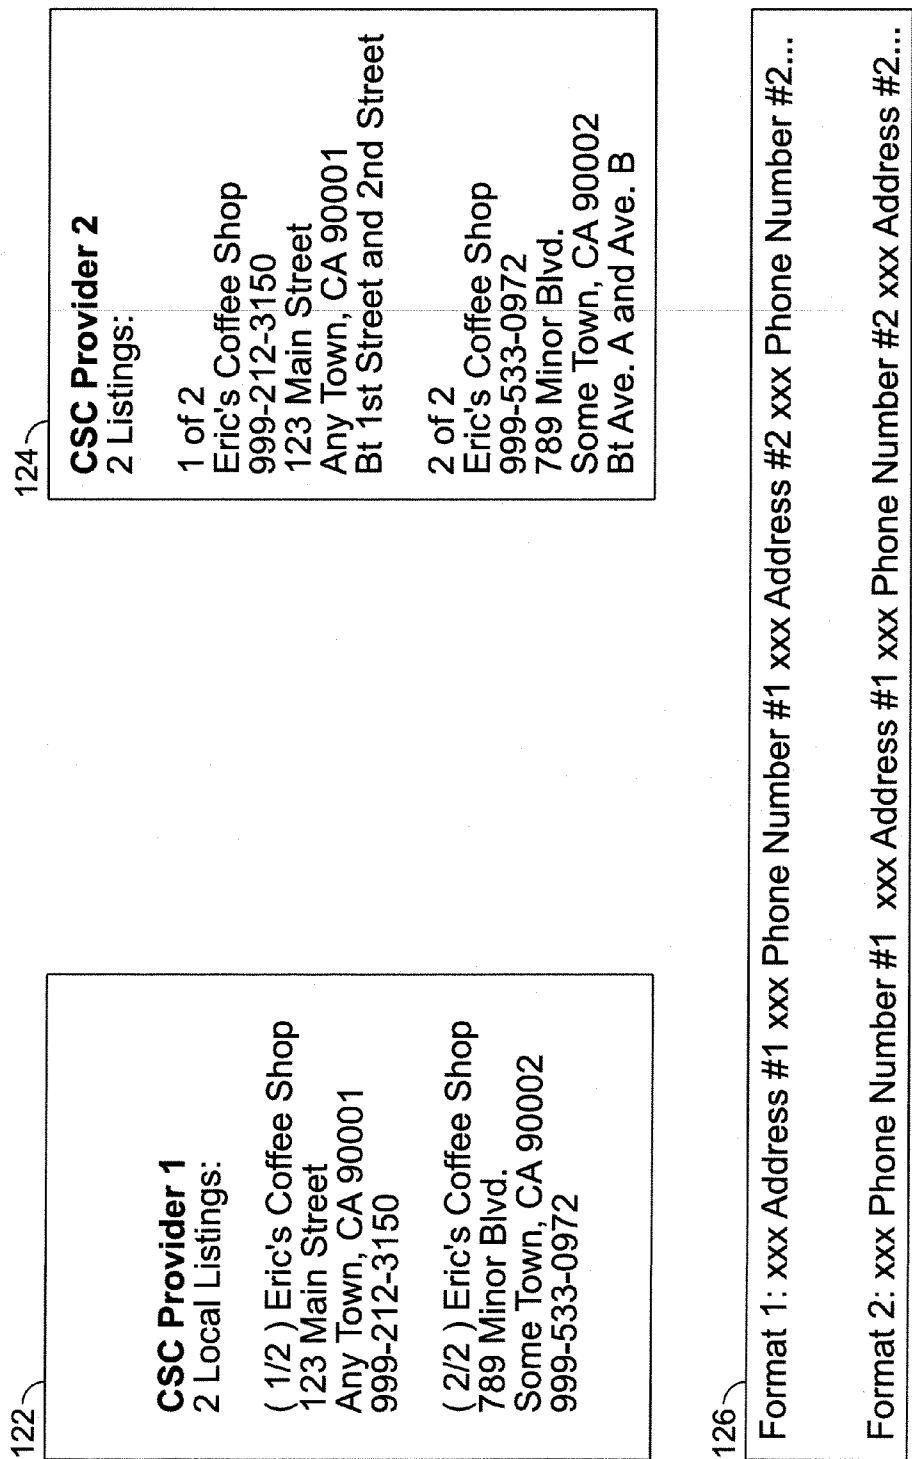 122
CSC Provider 1
2 Local Listings:
( 1/2 ) Eric's Coffee Shop
123 Main Street
Any Town, CA 90001
999-212-3150
( 2/2 ) Eric's Coffee Shop
789 Minor Blvd.
Some Town, CA 90002
999-533-0972
124
CSC Provider 2
2 Listings:
1 of 2
Eric's Coffee Shop
999-212-3150
123 Main Street
Any Town, CA 90001
Bt 1st Street and 2nd Street
2 of 2
Eric's Coffee Shop
999-533-0972
789 Minor Blvd.
Some Town, CA 90002
Bt Ave. A and Ave. B
126
Format 1: xxx Address #1 xxx Phone Number #1 xxx Address #2 xxx Phone Number #2...
Format 2: xxx Phone Number #1 xxx Address #1 xxx Phone Number #2 xxx Address #2...